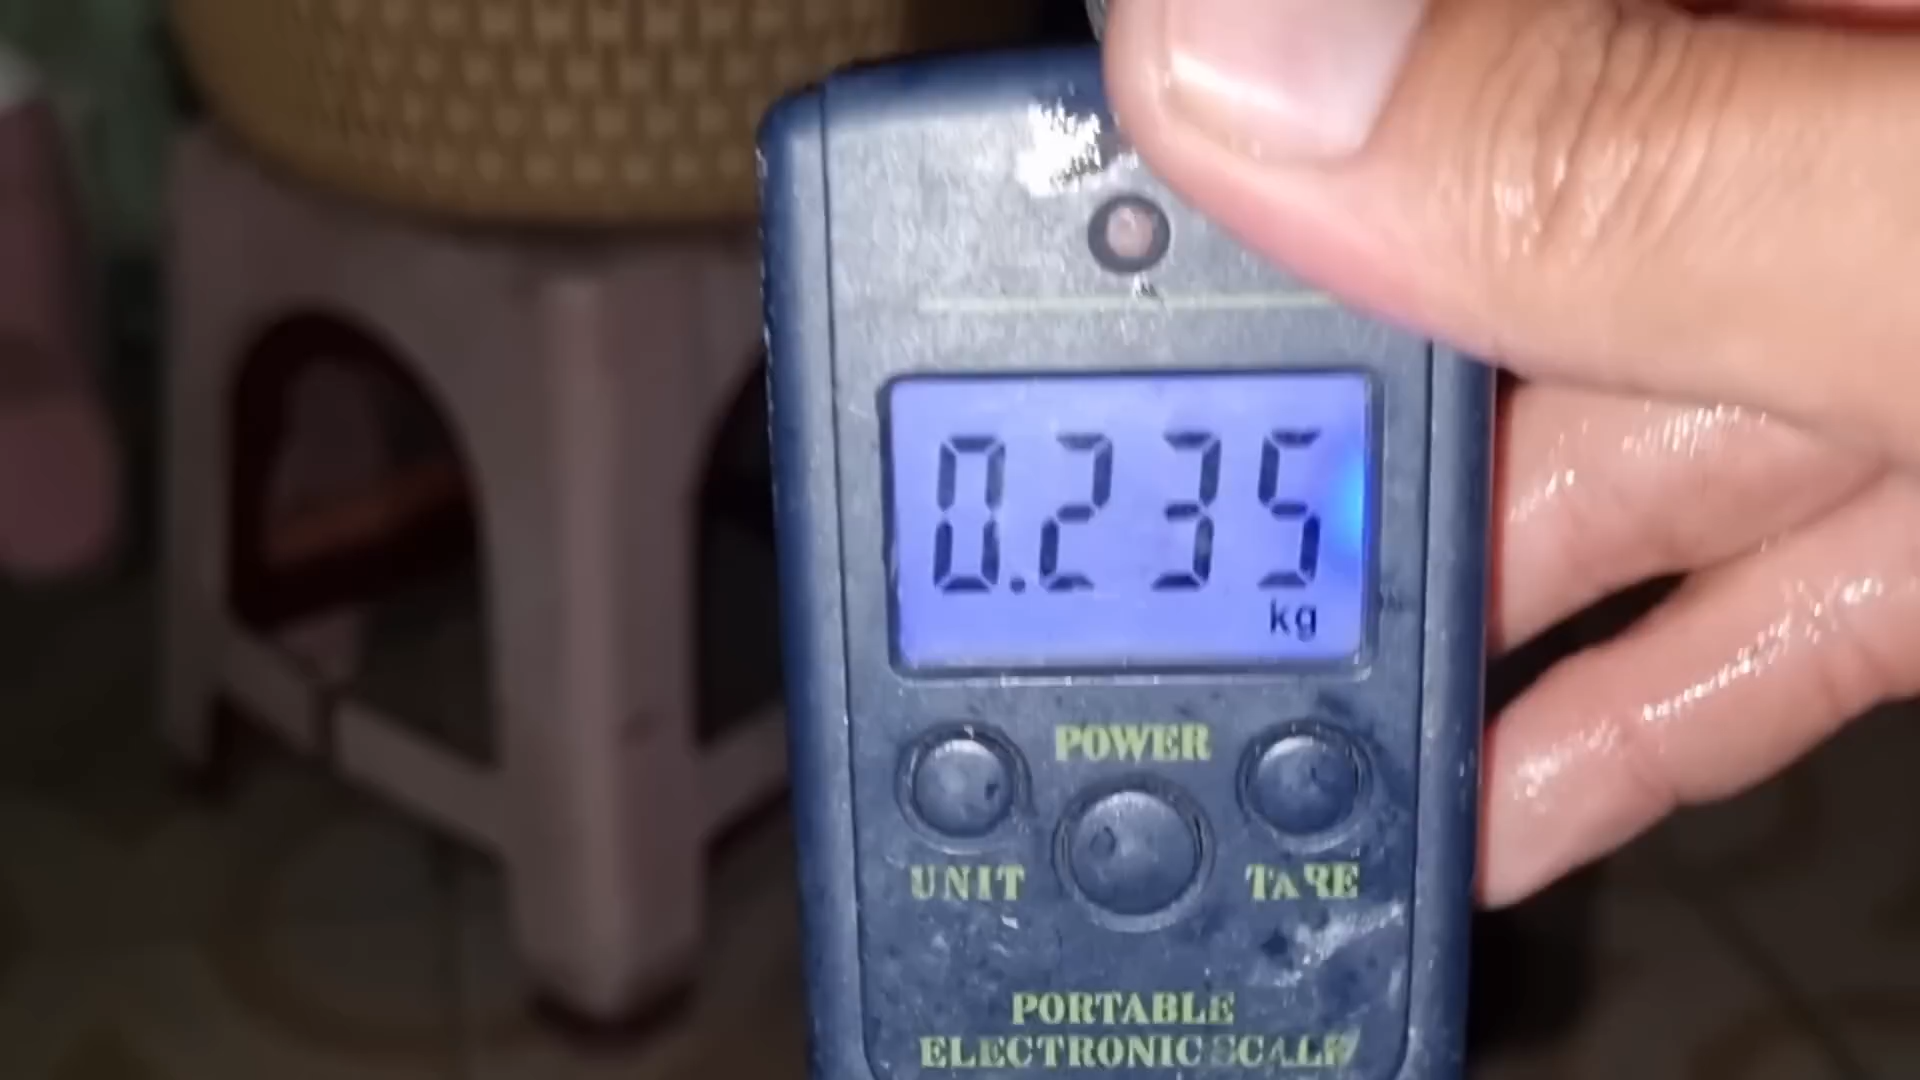 0.235
kg
POWER
UNIT
TARE
PORTABLE
ELECTRONIC SCALE